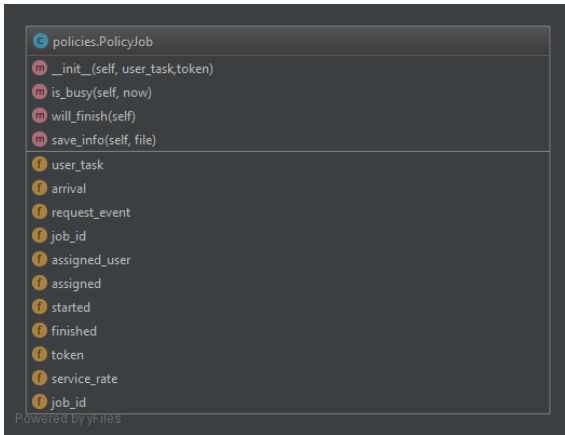 C policies.PolicyJob
m __init__(self, user_task,token)
m is_busy(self, now)
m will_finish(self)
m save_info(self, file)
f user_task
f arrival
f request_event
f job_id
f assigned_user
f assigned
f started
f finished
f token
f service_rate
f job_id
Powered by yFiles